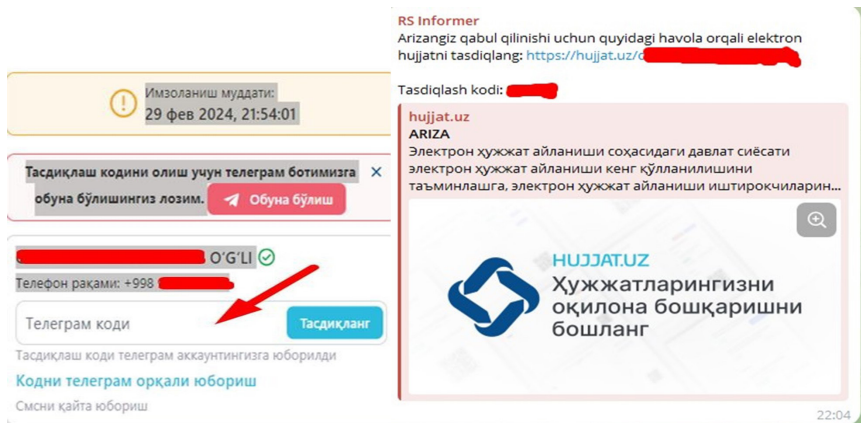 Имзоланиш муддати:
29 фев 2024, 21:54:01
Тасдиқлаш кодини олиш учун телеграм ботимизга
обуна бўлишингиз лозим. Обуна бўлиш
O‘G‘LI
Телефон рақами: +998
Телеграм коди
Тасдиқланг
Тасдиқлаш коди телеграм аккаунтингизга юборилди
Кодни телеграм орқали юбориш
Смсни қайта юбориш
RS Informer
Arizangiz qabul qilinishi uchun quyidagi havola orqali elektron
hujjatni tasdiqlang: https://hujjat.uz/
Tasdiqlash kodi:
hujjat.uz
ARIZA
Электрон ҳужжат айланиши соҳасидаги давлат сиёсати
электрон ҳужжат айланиши кенг қўлланилишини
таъминлашга, электрон ҳужжат айланиши иштирокчиларин...
HUJJAT.UZ
Ҳужжатларингизни
оқилона бошқаришни
бошланг
22:04